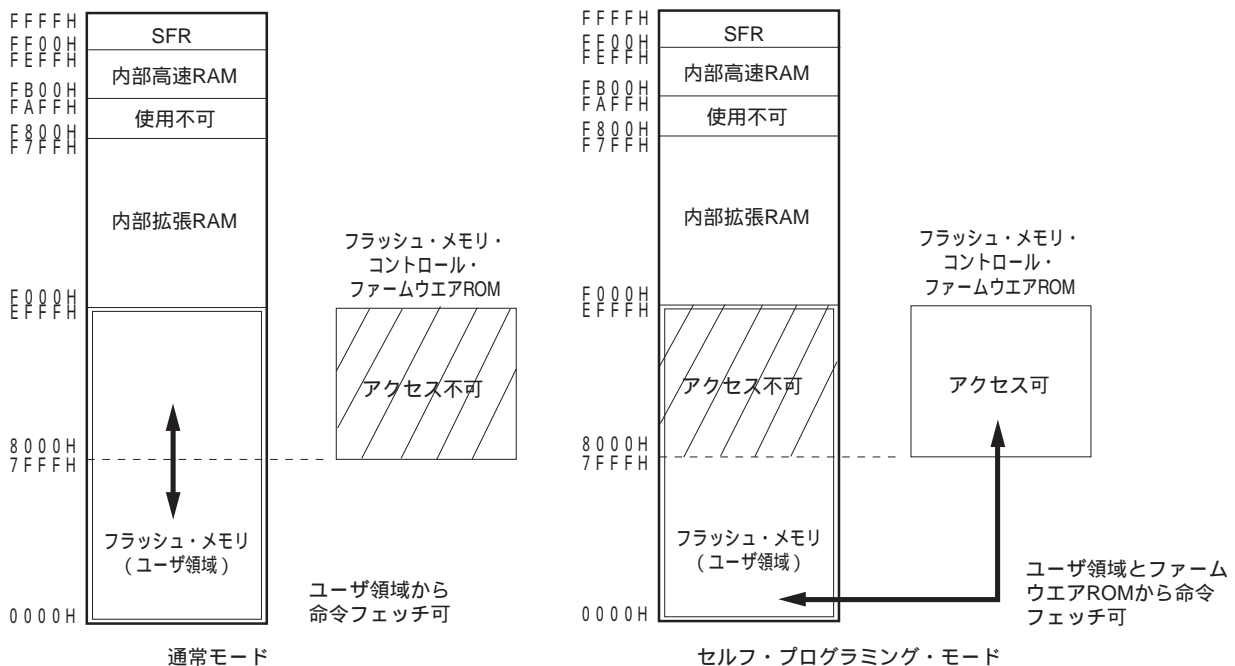 FFFFH
SFR
FF00H
FEFFH
内部高速RAM
FB00H
FAFFH
使用不可
F800H
F7FFH
内部拡張RAM
フラッシュ・メモリ・
コントロール・
ファームウエアROM
F000H
EFFFH
アクセス不可
8000H
7FFFH
フラッシュ・メモリ
(ユーザ領域)
ユーザ領域から
命令フェッチ可
0000H
通常モード
FFFFH
SFR
FF00H
FEFFH
内部高速RAM
FB00H
FAFFH
使用不可
F800H
F7FFH
内部拡張RAM
フラッシュ・メモリ・
コントロール・
ファームウエアROM
F000H
EFFFH
アクセス不可
アクセス可
8000H
7FFFH
フラッシュ・メモリ
(ユーザ領域)
ユーザ領域とファーム
ウエアROMから命令
フェッチ可
0000H
セルフ・プログラミング・モード